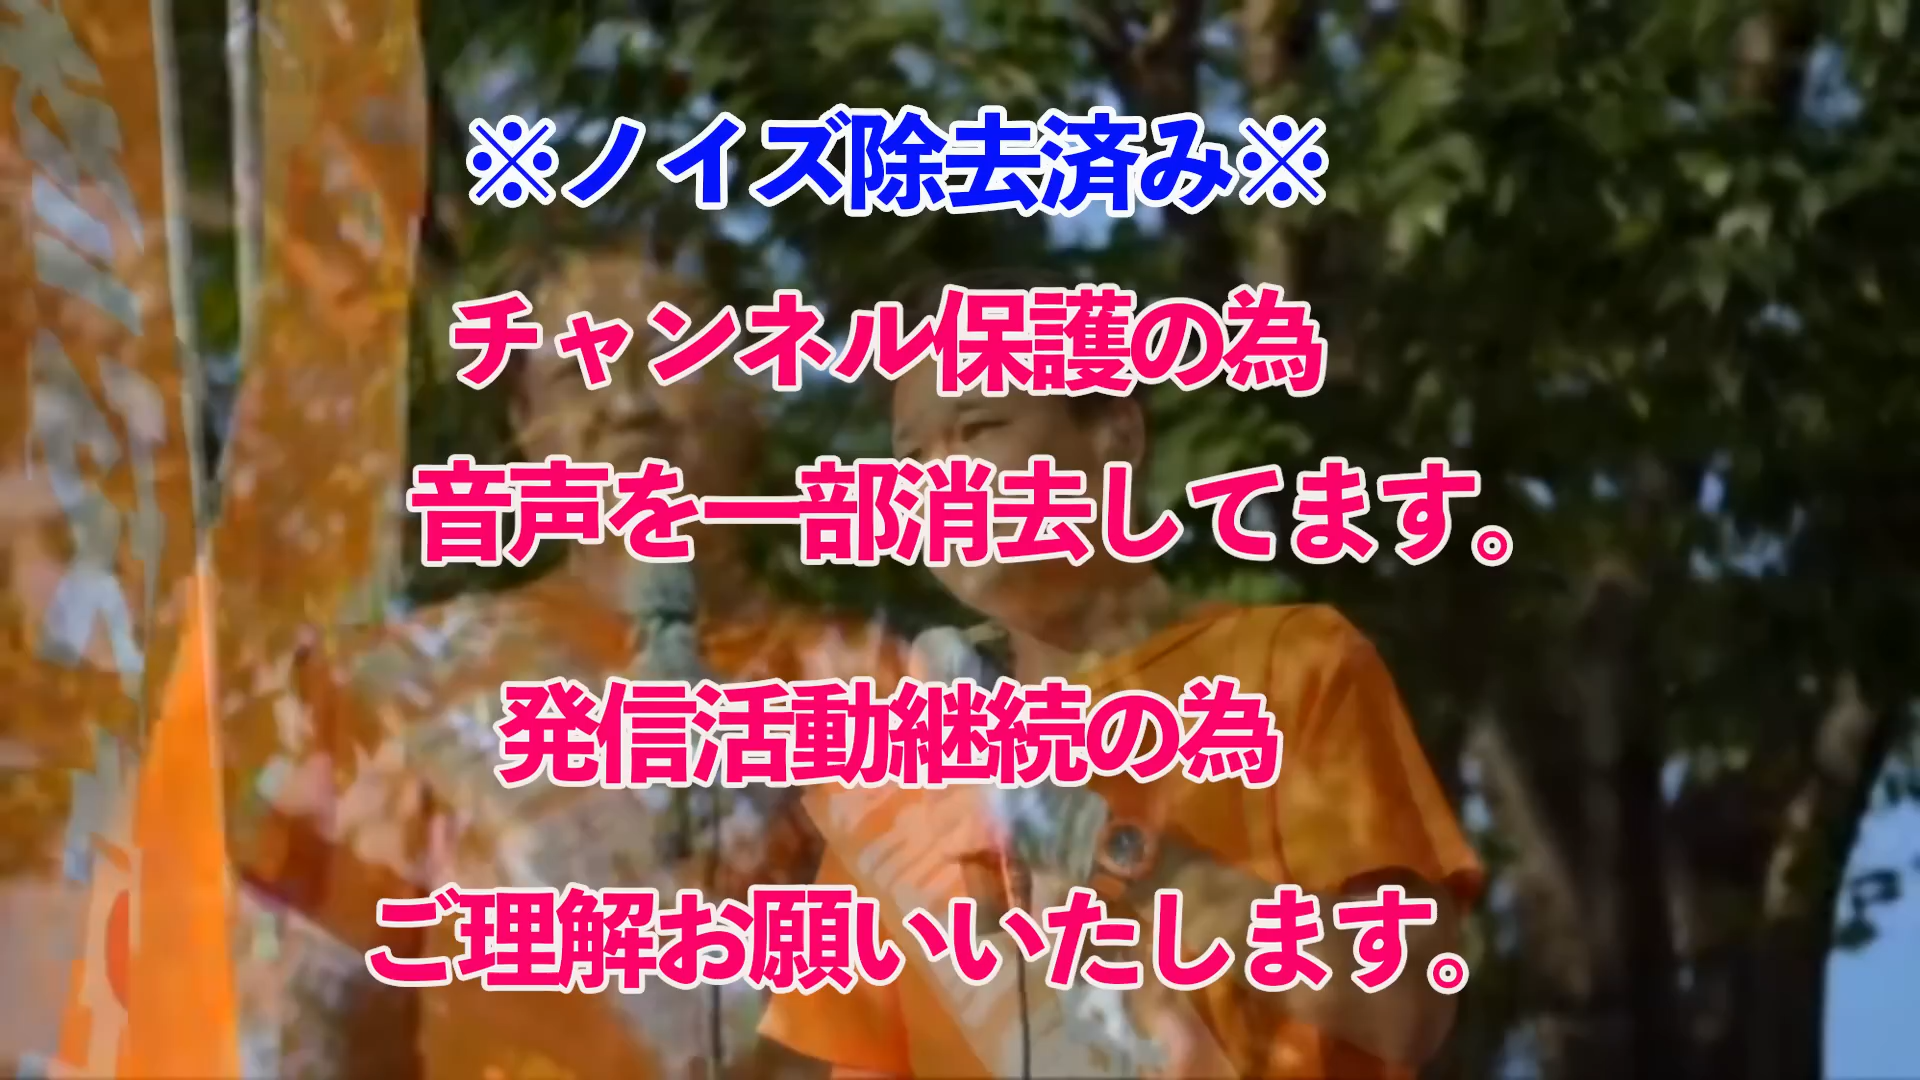 ※ノイズ除去済み※
チャンネル保護の為
音声を一部消去してます。
発信活動継続の為
ご理解お願いいたします。